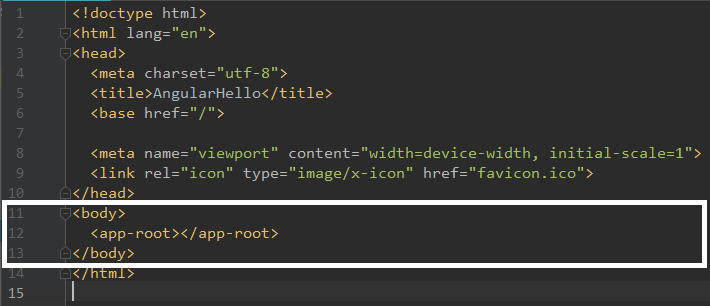 1 <!doctype html>
2 <html lang="en">
3 <head>
4 <meta charset="utf-8">
5 <title>AngularHello</title>
6 <base href="/">
7
8 <meta name="viewport" content="width=device-width, initial-scale=1">
9 <link rel="icon" type="image/x-icon" href="favicon.ico">
10 </head>
11 <body>
12 <app-root></app-root>
13 </body>
14 </html>
15